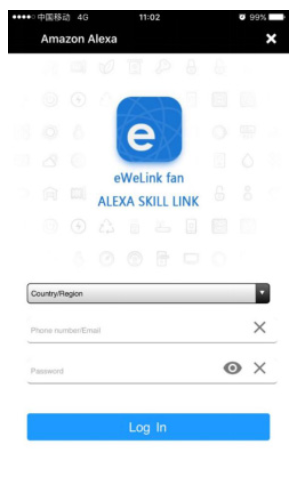 中国移动 4G 11:02 99%
Amazon Alexa
e
eWeLink fan
ALEXA SKILL LINK
Country/Region
Phone number/Email
Password
Log In